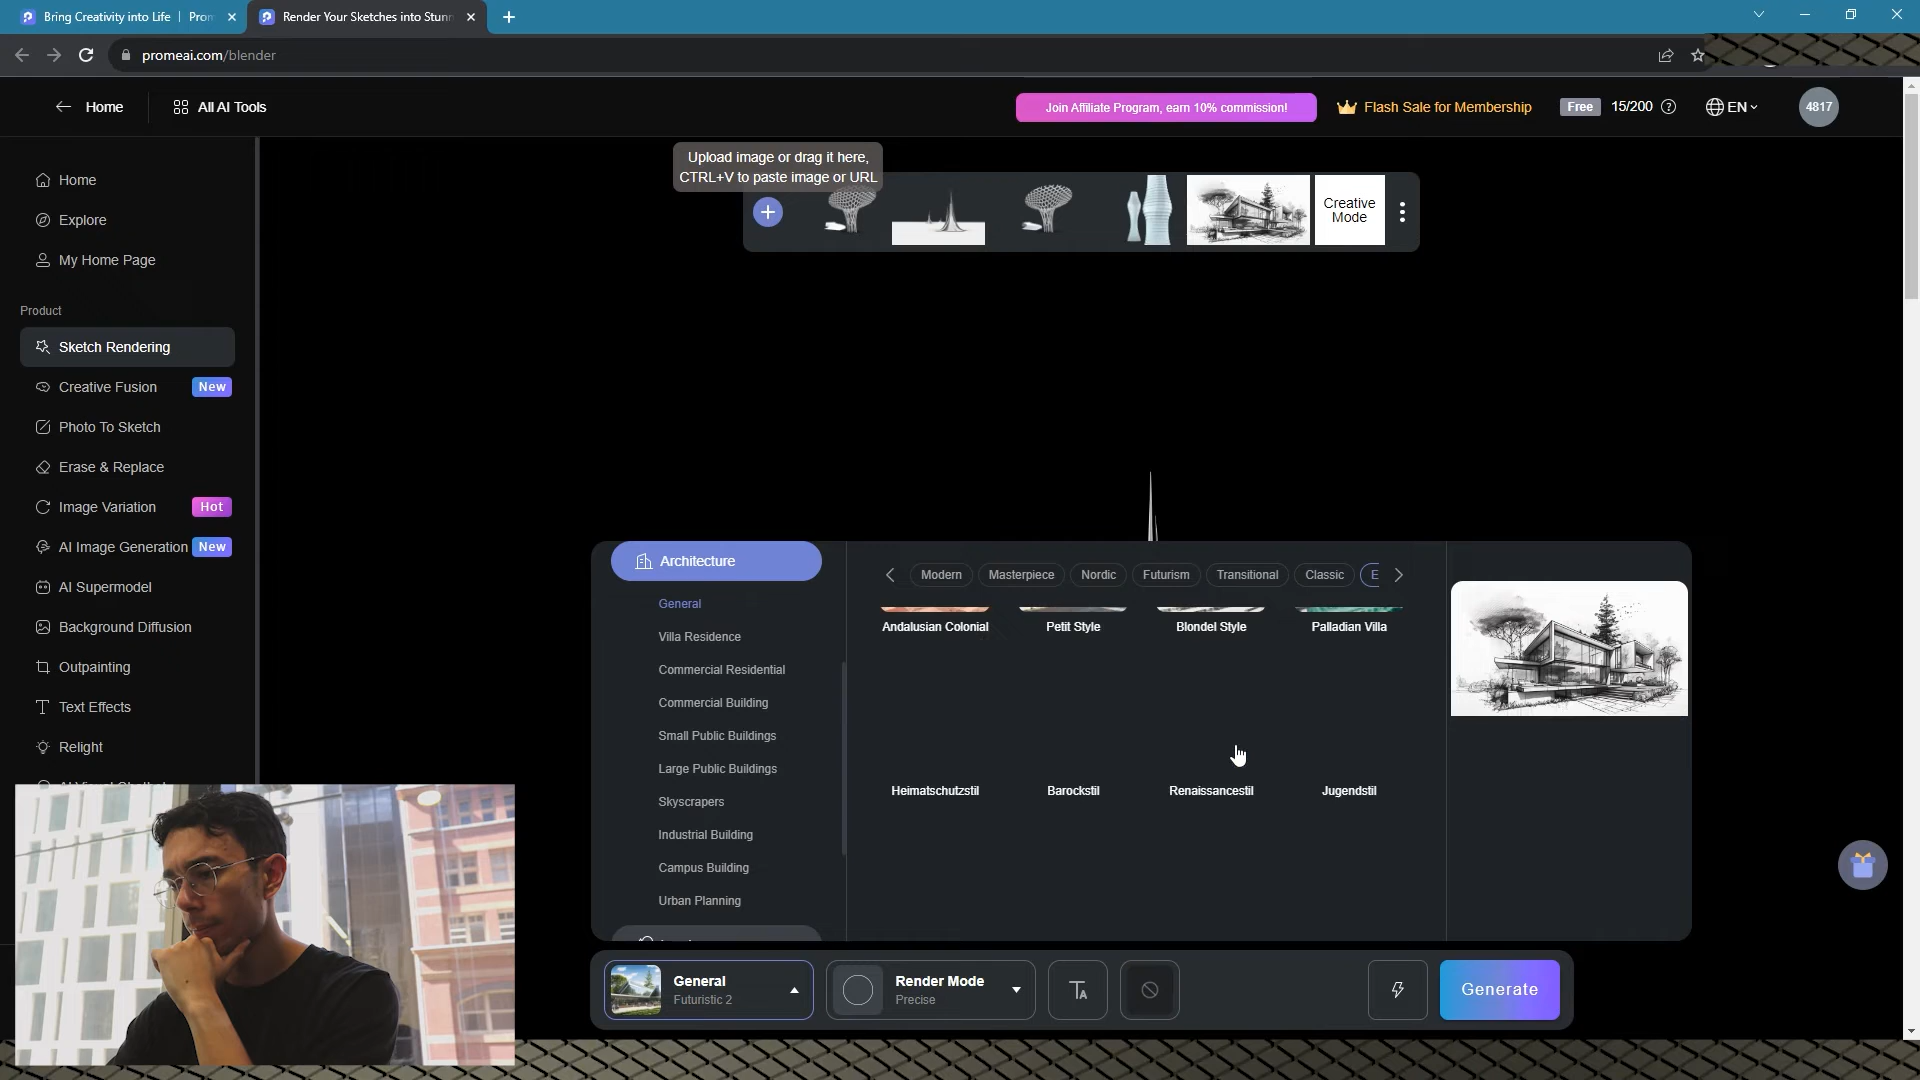 Bring Creativity into Life | Pron
Render Your Sketches into Stunn
promeai.com/blender
Home
All AI Tools
Join Affiliate Program, earn 10% commission!
Flash Sale for Membership
Free
15/200
EN
4817
Upload image or drag it here,
CTRL+V to paste image or URL
Creative
Mode
Home
Explore
My Home Page
Product
Sketch Rendering
Creative Fusion
New
Photo To Sketch
Erase & Replace
Image Variation
Hot
AI Image Generation
New
AI Supermodel
Background Diffusion
Outpainting
Text Effects
Relight
Architecture
General
Villa Residence
Commercial Residential
Commercial Building
Small Public Buildings
Large Public Buildings
Skyscrapers
Industrial Building
Campus Building
Urban Planning
Modern
Masterpiece
Nordic
Futurism
Transitional
Classic
E
Andalusian Colonial
Petit Style
Blondel Style
Palladian Villa
Heimatschutzstil
Barockstil
Renaissancestil
Jugendstil
General
Futuristic 2
Render Mode
Precise
Generate